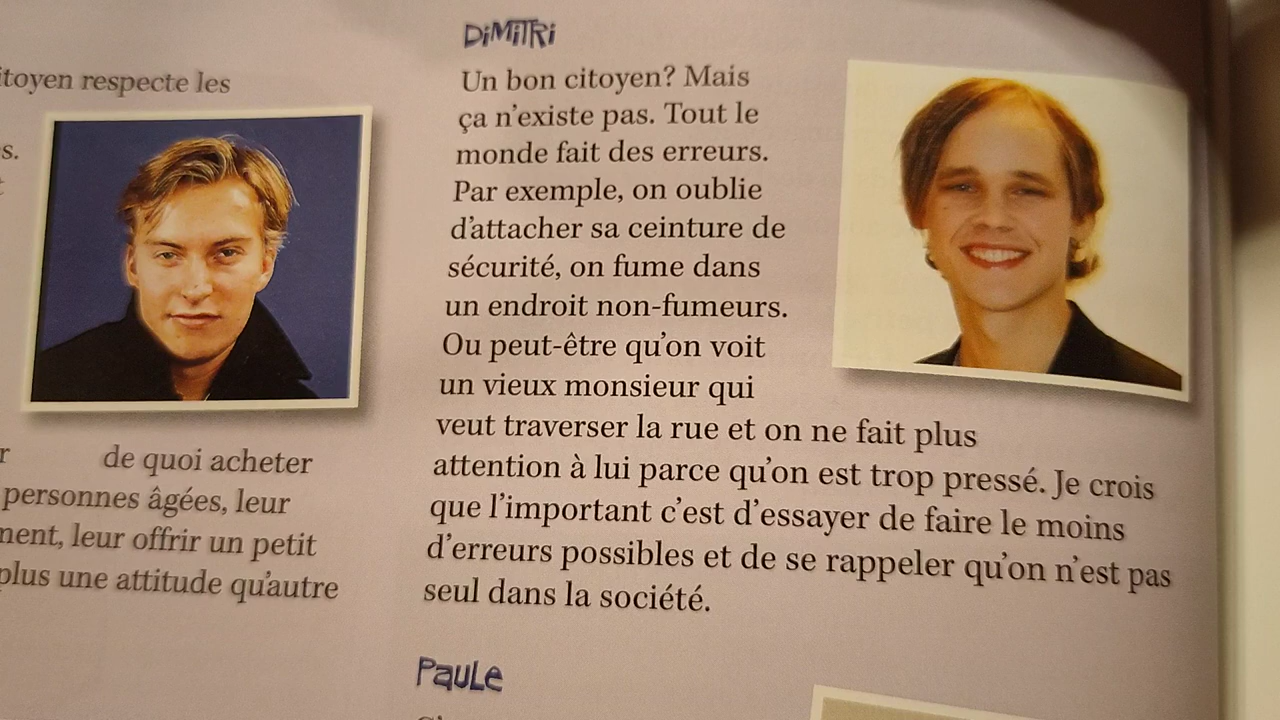 itoyen respecte les
s.
de quoi acheter
personnes âgées, leur
ment, leur offrir un petit
plus une attitude qu'autre
DiMiTRi
Un bon citoyen? Mais
ça n'existe pas. Tout le
monde fait des erreurs.
Par exemple, on oublie
d'attacher sa ceinture de
sécurité, on fume dans
un endroit non-fumeurs.
Ou peut-être qu'on voit
un vieux monsieur qui
veut traverser la rue et on ne fait plus
attention à lui parce qu'on est trop pressé. Je crois
que l'important c'est d'essayer de faire le moins
d'erreurs possibles et de se rappeler qu'on n'est pas
seul dans la société.
PAULE